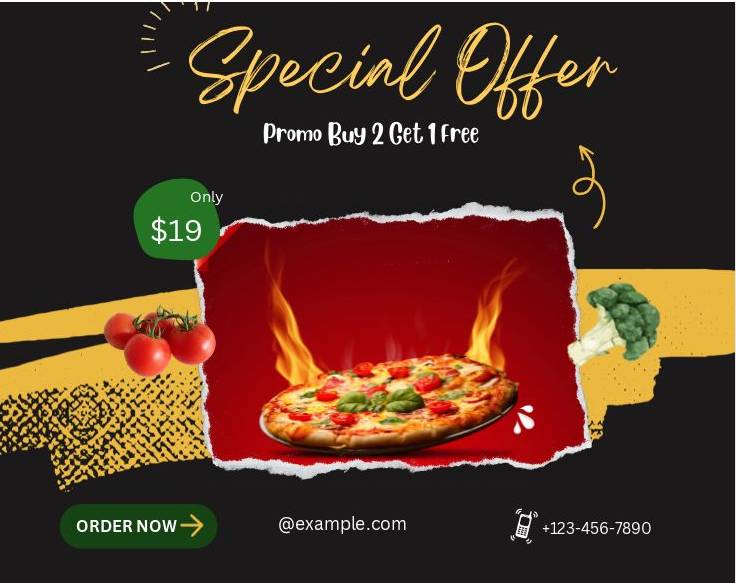 Special Offer
Promo Buy 2 Get 1 Free
Only
$19
ORDER NOW
@example.com
+123-456-7890